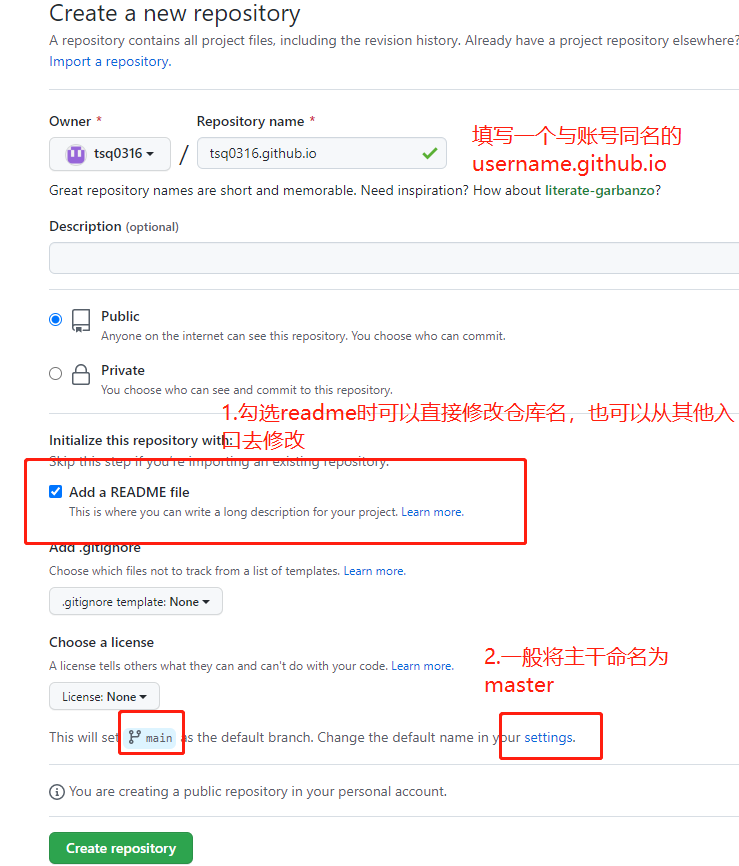 Create a new repository
A repository contains all project files, including the revision history. Already have a project repository elsewhere?
Import a repository.
Owner *
Repository name *
tsq0316
/
tsq0316.github.io
填写一个与账号同名的
username.github.io
Great repository names are short and memorable. Need inspiration? How about literate-garbanzo?
Description (optional)
Public
Anyone on the internet can see this repository. You choose who can commit.
Private
You choose who can see and commit to this repository.
1.勾选readme时可以直接修改仓库名，也可以从其他入
口去修改
Initialize this repository with:
Skip this step if you're importing an existing repository.
Add a README file
This is where you can write a long description for your project. Learn more.
Add .gitignore
Choose which files not to track from a list of templates. Learn more.
.gitignore template: None
Choose a license
A license tells others what they can and can't do with your code. Learn more.
License: None
2.一般将主干命名为
master
This will set main as the default branch. Change the default name in your settings.
You are creating a public repository in your personal account.
Create repository